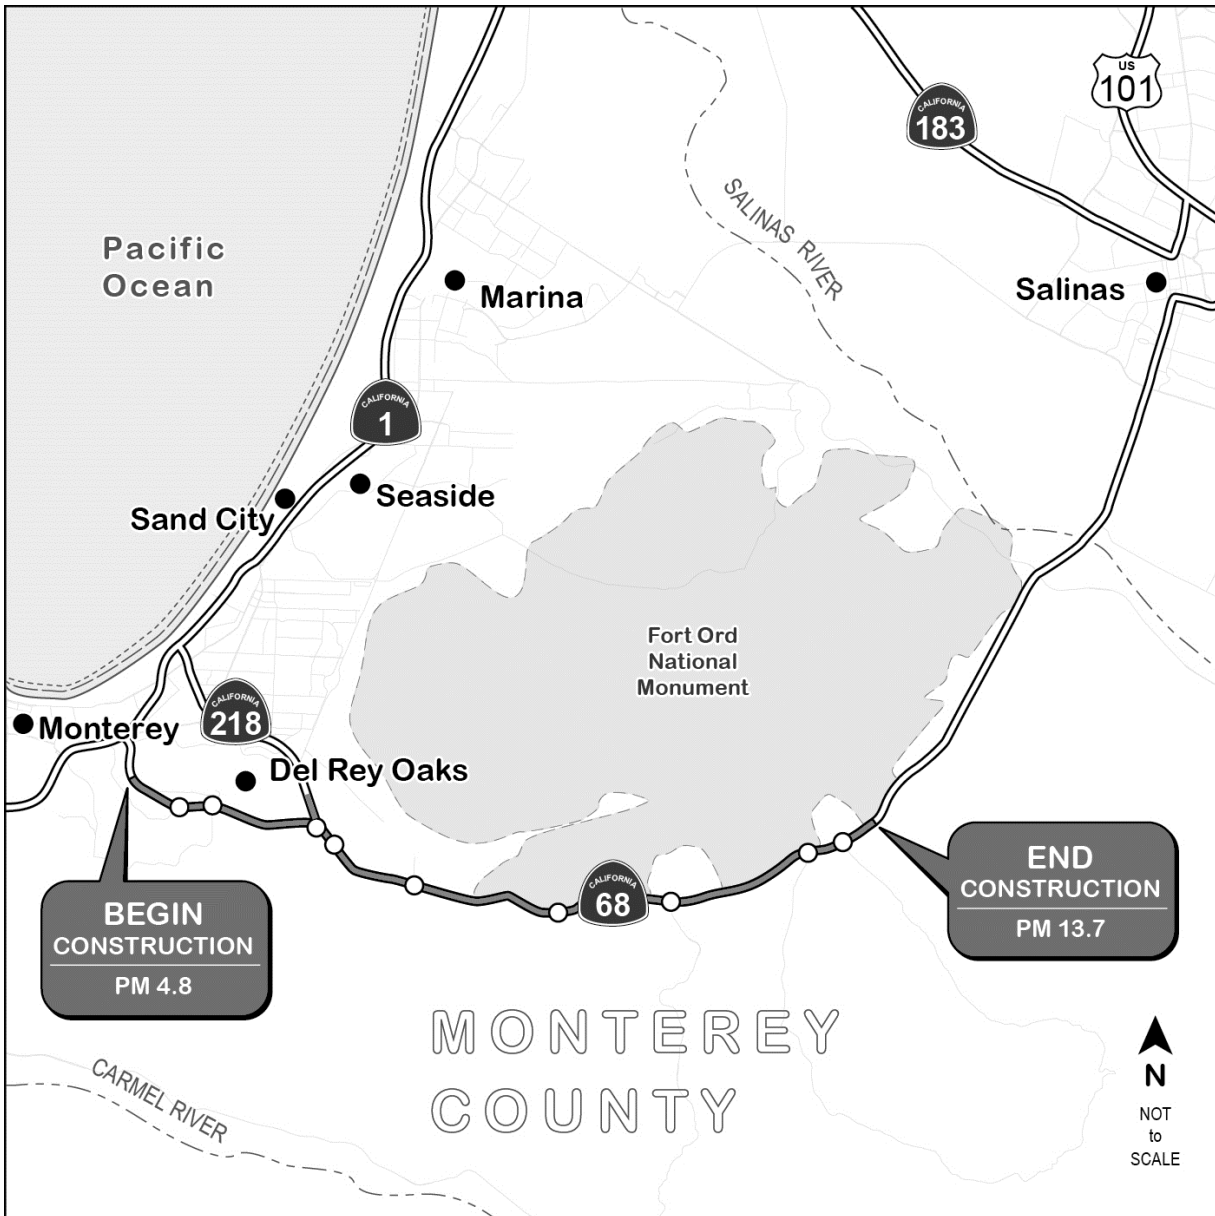 US
101
CALIFORNIA
183
SALINAS RIVER
Pacific
Ocean
Marina
Salinas
CALIFORNIA
1
Seaside
Sand City
Fort Ord
National
Monument
CALIFORNIA
218
Monterey
Del Rey Oaks
BEGIN
CONSTRUCTION
PM 4.8
CALIFORNIA
68
END
CONSTRUCTION
PM 13.7
MONTEREY
COUNTY
CARMEL RIVER
N
NOT
to
SCALE